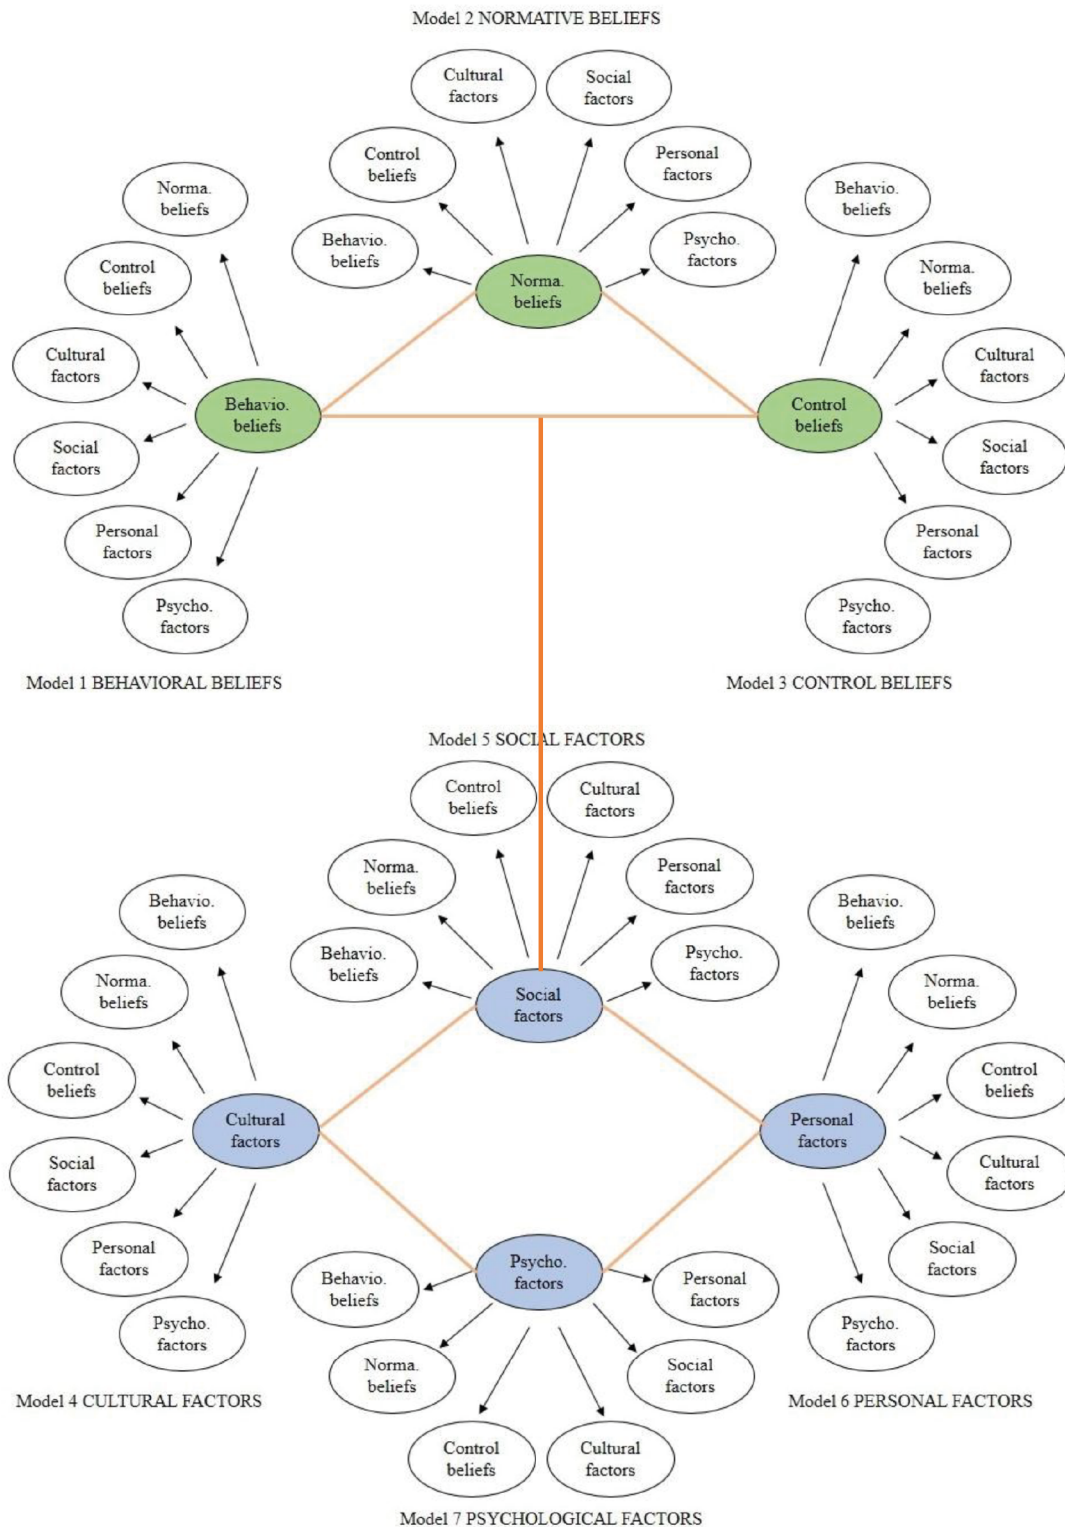 Model 2 NORMATIVE BELIEFS
Cultural
factors
Social
factors
Control
beliefs
Personal
factors
Behavio.
beliefs
Psycho.
factors
Norma.
beliefs
Norma.
beliefs
Control
beliefs
Cultural
factors
Social
factors
Personal
factors
Psycho.
factors
Behavio.
beliefs
Model 1 BEHAVIORAL BELIEFS
Behavio.
beliefs
Norma.
beliefs
Cultural
factors
Social
factors
Personal
factors
Psycho.
factors
Control
beliefs
Model 3 CONTROL BELIEFS
Model 5 SOCIAL FACTORS
Control
beliefs
Cultural
factors
Norma.
beliefs
Personal
factors
Behavio.
beliefs
Psycho.
factors
Social
factors
Behavio.
beliefs
Norma.
beliefs
Control
beliefs
Social
factors
Personal
factors
Psycho.
factors
Cultural
factors
Model 4 CULTURAL FACTORS
Behavio.
beliefs
Norma.
beliefs
Control
beliefs
Cultural
factors
Social
factors
Psycho.
factors
Personal
factors
Model 6 PERSONAL FACTORS
Psycho.
factors
Behavio.
beliefs
Personal
factors
Norma.
beliefs
Social
factors
Control
beliefs
Cultural
factors
Model 7 PSYCHOLOGICAL FACTORS